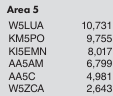 Area 5
W5LUA 10,731
KM5PO 9,755
KI5EMN 8,017
AA5AM 6,799
AA5C 4,981
W5ZCA 2,643